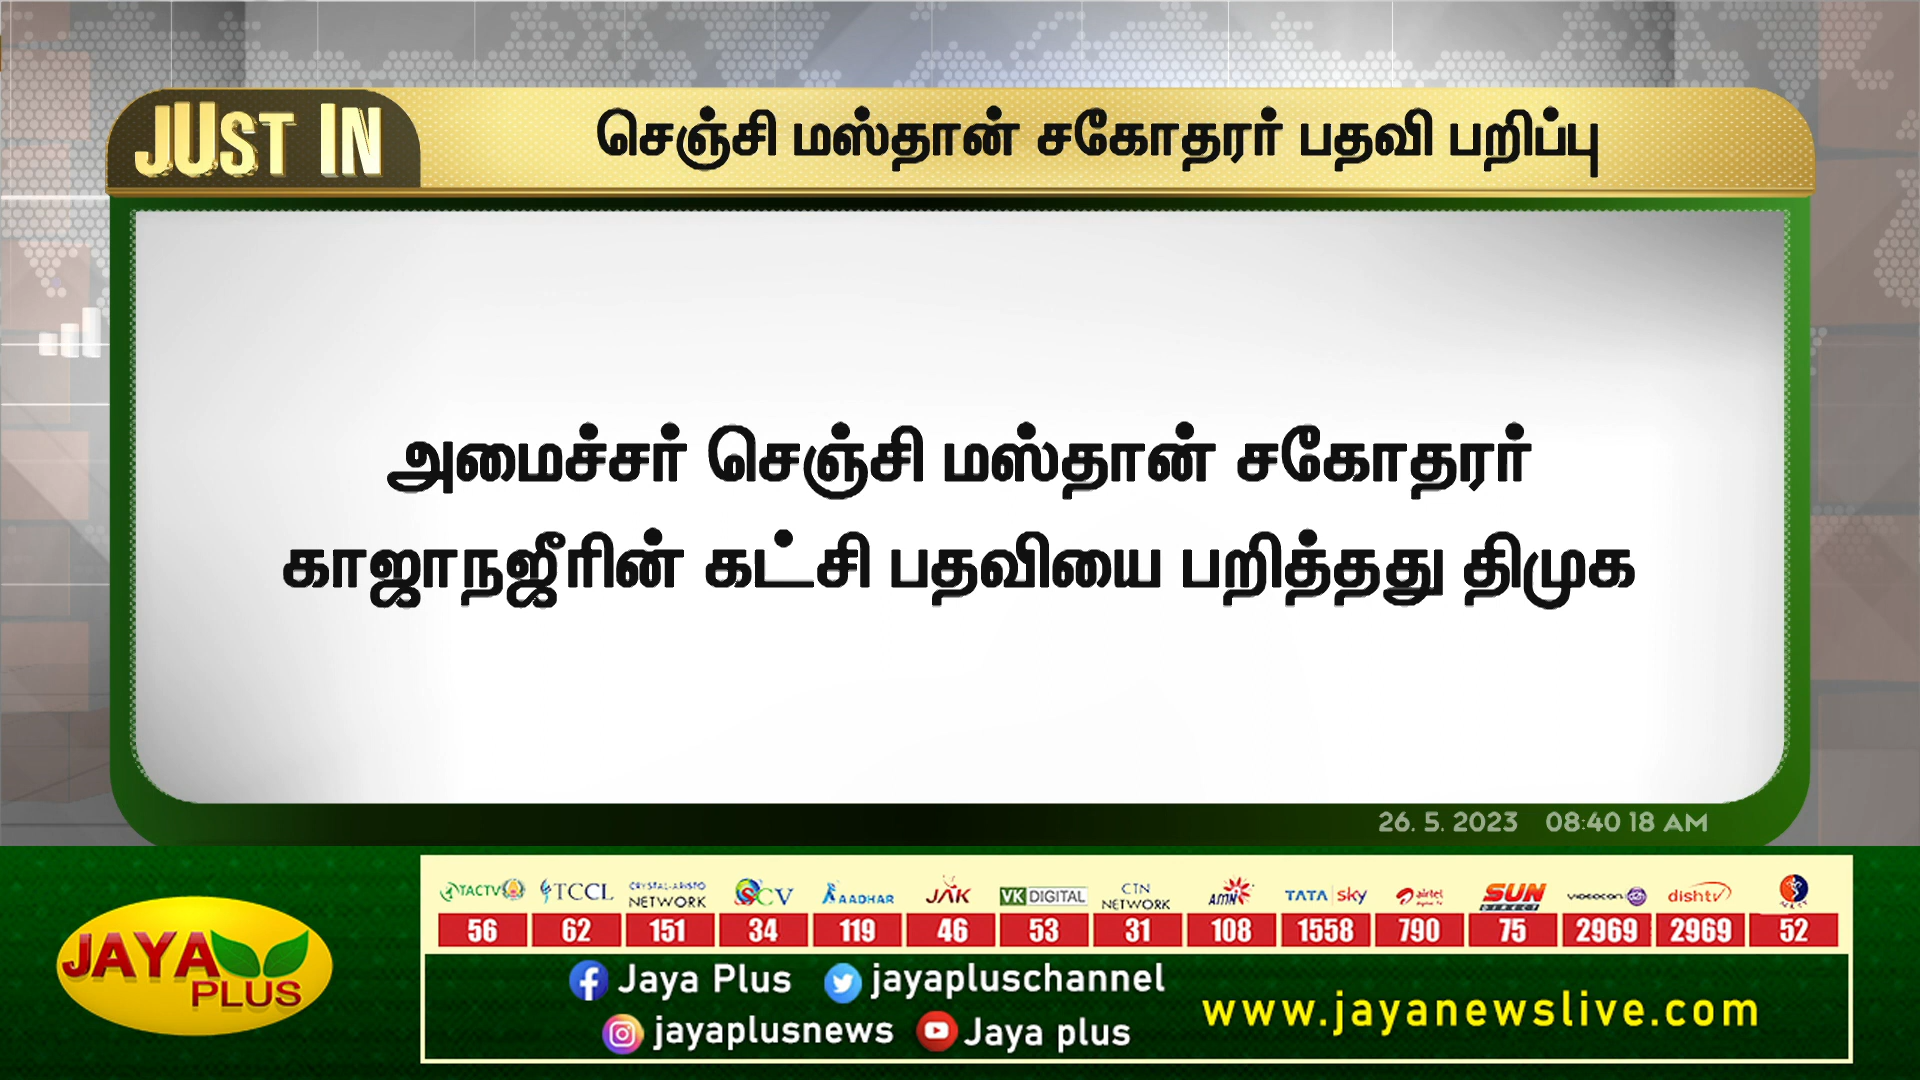 JUST IN
செஞ்சி மஸ்தான் சகோதரர் பதவி பறிப்பு
அமைச்சர் செஞ்சி மஸ்தான் சகோதரர்
காஜாநஜீரின் கட்சி பதவியை பறித்தது திமுக
26. 5. 2023 08:40 18 AM
JAYA
PLUS
TACTV TCCL CRYSTAL-ARISTO NETWORK SCV AADHAR JAK VK DIGITAL CTN NETWORK AMN TATA sky airtel SUN DIRECT VIDEOCON dishtv
56 62 151 34 119 46 53 31 108 1558 790 75 2969 2969 52
Jaya Plus jayapluschannel
jayaplusnews Jaya plus
www.jayanewslive.com